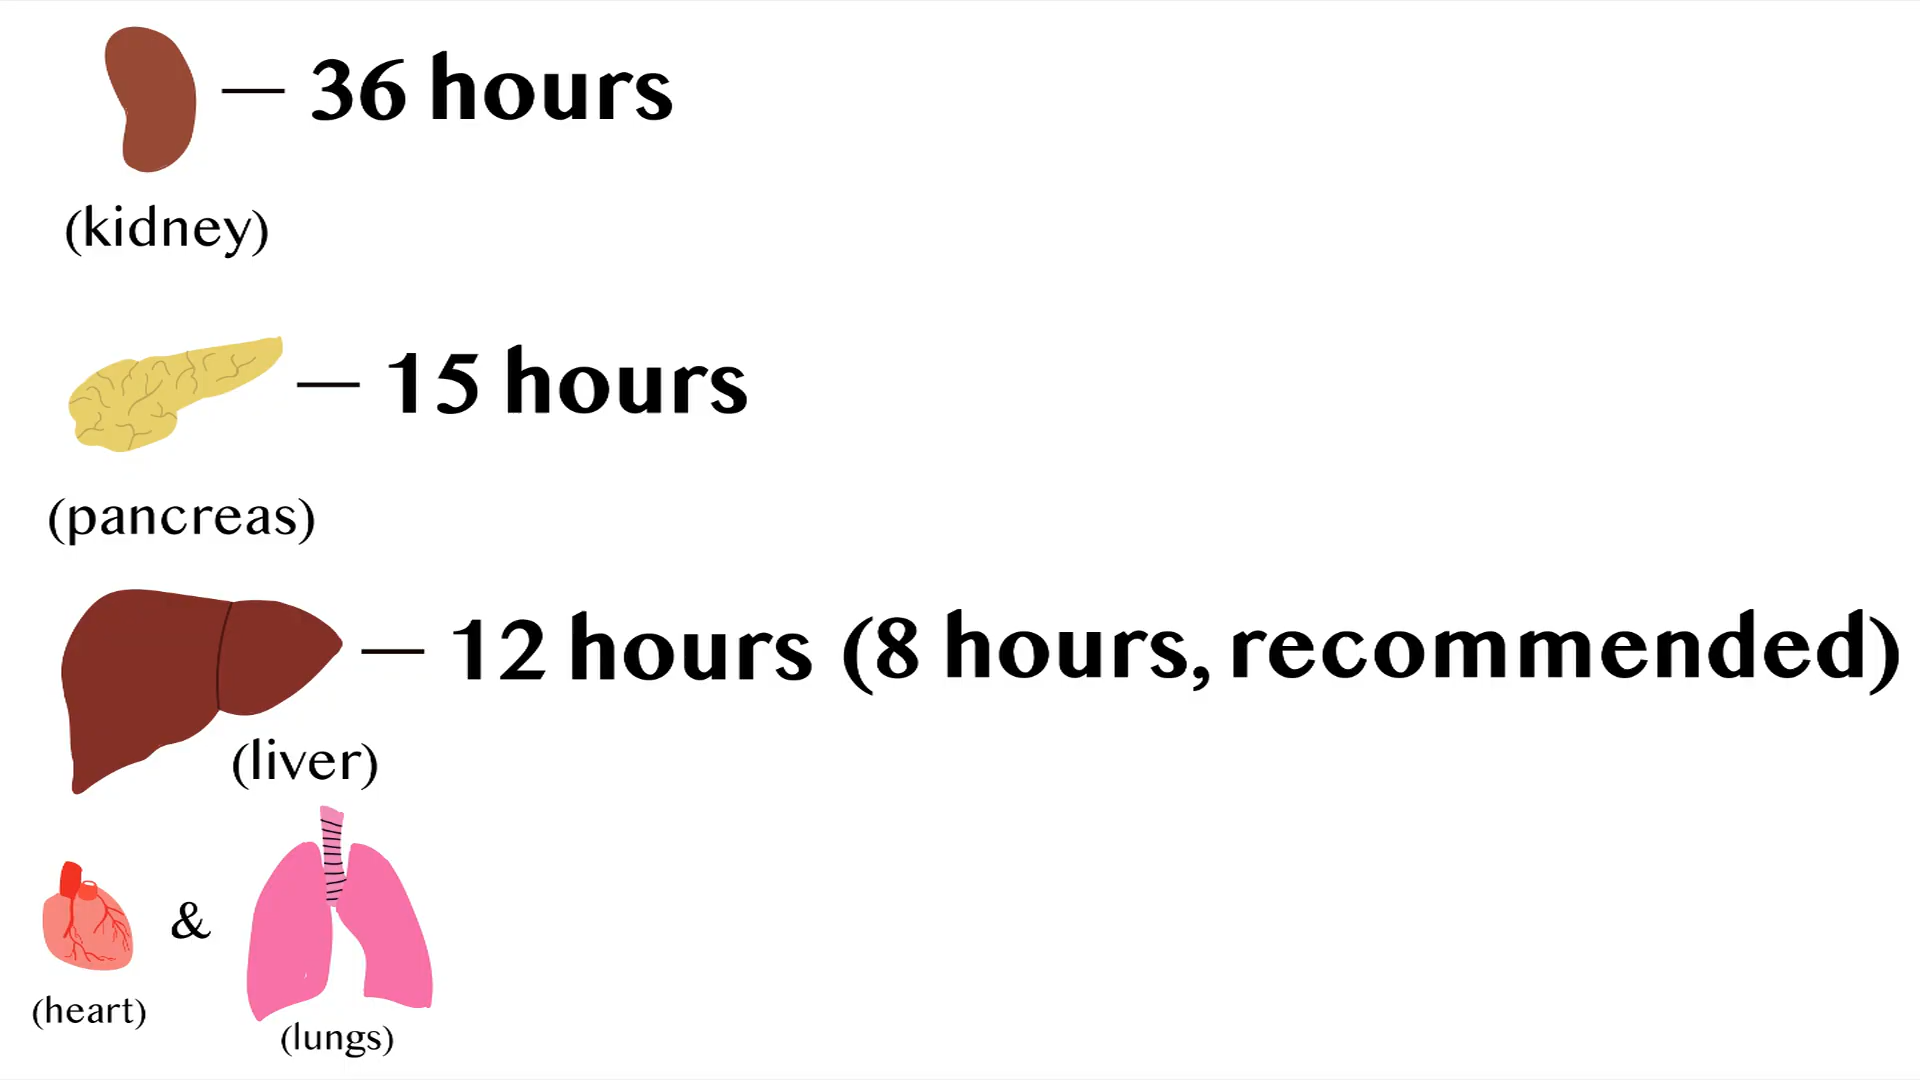 — 36 hours
(kidney)
— 15 hours
(pancreas)
— 12 hours (8 hours, recommended)
(liver)
&
(heart)
(lungs)